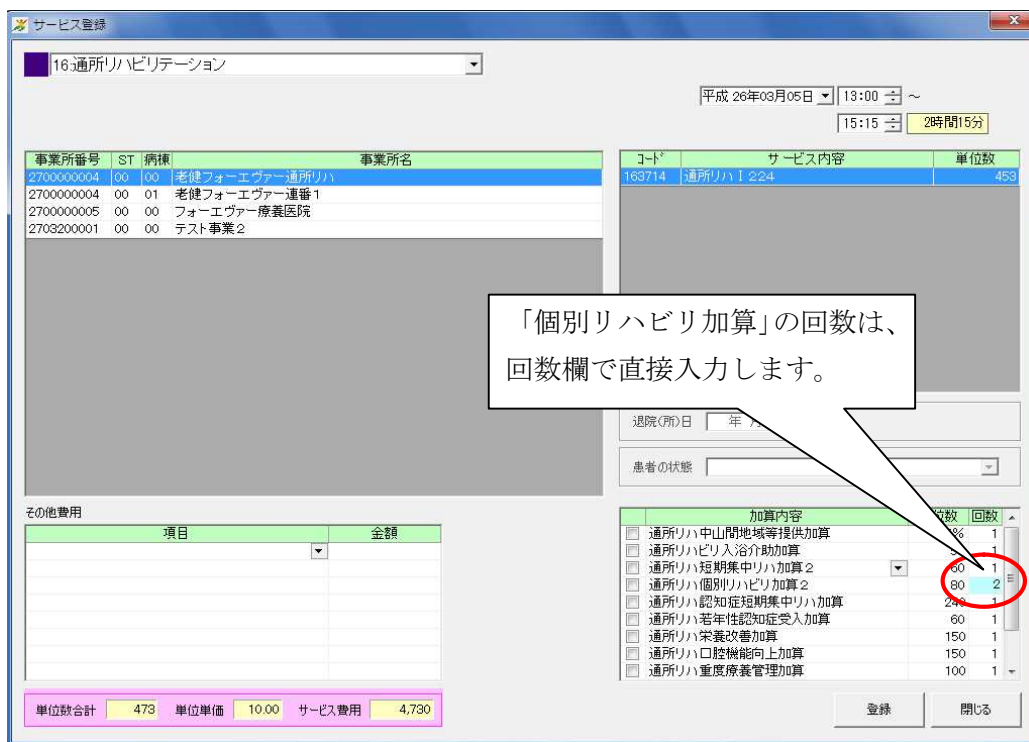 サービス登録
16:通所リハビリテーション
平成 26年03月05日 13:00 ～
15:15 2時間15分
事業所番号 ST 病棟 事業所名
2700000004 00 00 老健フォーエヴァー通所リハ
2700000004 00 01 老健フォーエヴァー連番1
2700000005 00 00 フォーエヴァー療養医院
2703200001 00 00 テスト事業2
コード サービス内容 単位数
163714 通所リハⅠ224 453
「個別リハビリ加算」の回数は、
回数欄で直接入力します。
退院(所)日 年
患者の状態
その他費用
項目 金額
加算内容 位数 回数
通所リハ中山間地域等提供加算 % 1
通所リハビリ入浴介助加算 1
通所リハ短期集中リハ加算2 60 1
通所リハ個別リハビリ加算2 80 2
通所リハ認知症短期集中リハ加算 240 1
通所リハ若年性認知症受入加算 60 1
通所リハ栄養改善加算 150 1
通所リハ口腔機能向上加算 150 1
通所リハ重度療養管理加算 100 1
単位数合計 473 単位単価 10.00 サービス費用 4,730
登録 閉じる